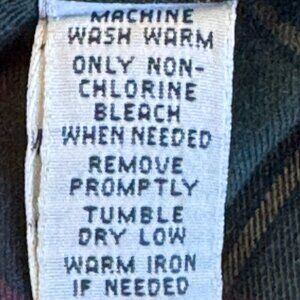 MACHINE
WASH WARM
ONLY NON-
CHLORINE
BLEACH
WHEN NEEDED
REMOVE
PROMPTLY
TUMBLE
DRY LOW
WARM IRON
IF NEEDED